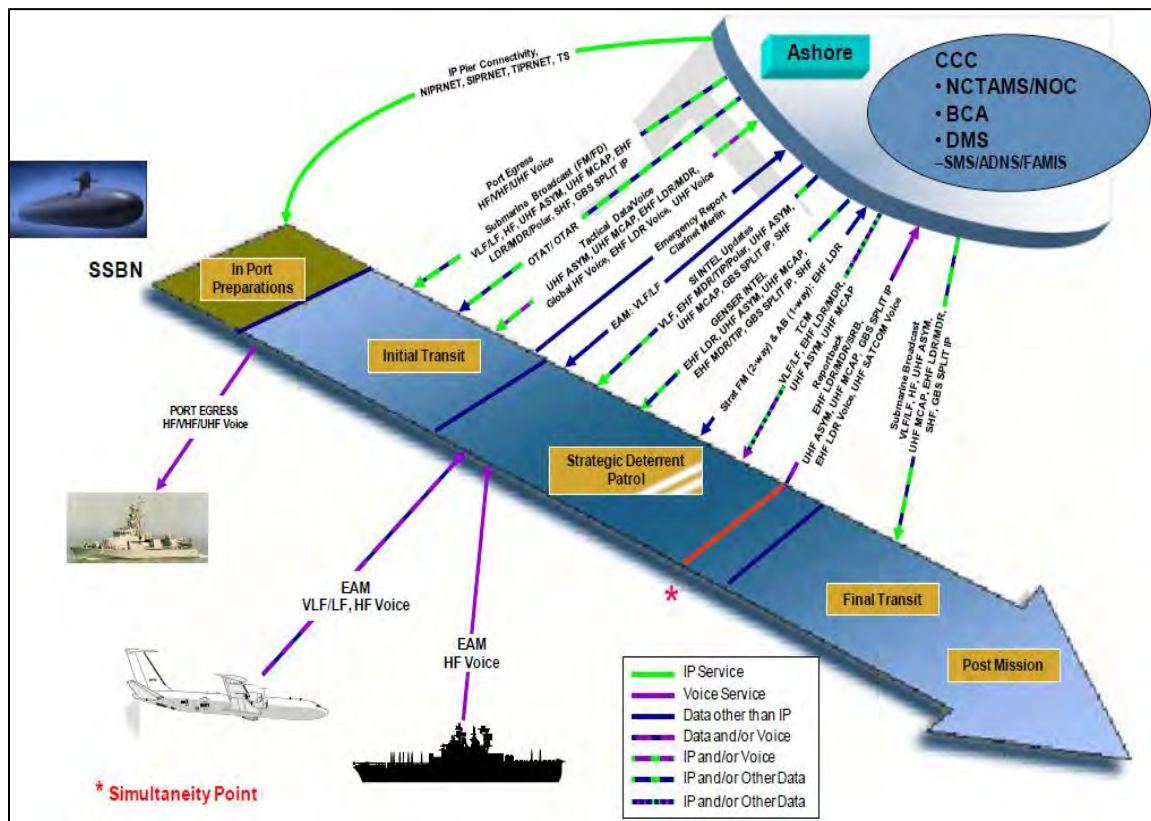 Ashore
CCC
• NCTAMS/NOC
• BCA
• DMS
–SMS/ADNS/FAMIS
IP Pier Connectivity,
NIPRNET, SIPRNET, TIPRNET, TS
SSBN
In Port
Preparations
Initial Transit
Strategic Deterrent
Patrol
Final Transit
Post Mission
Port Egress
HF/VHF/UHF Voice
Submarine Broadcast (FM/FD)
VLF/LF, HF, UHF ASYM, UHF MCAP, EHF
LDR/MDR/Polar, SHF, GBS SPLIT IP
OTAT/ OTAR
Tactical Data/Voice
UHF ASYM, UHF MCAP, EHF LDR/MDR,
Global HF Voice, EHF LDR Voice, UHF Voice
Emergency Report
Clarinet Merlin
EAM: VLF/LF
SI INTEL Updates
VLF, EHF MDR/TIP/Polar, UHF ASYM,
UHF MCAP, GBS SPLIT IP, SHF
GENSER INTEL
EHF LDR, UHF ASYM, UHF MCAP,
EHF MDR/TIP, GBS SPLIT IP, SHF
Strat FM (2-way) & AB (1-way): EHF LDR
TCM
VLF/LF, EHF LDR/MDR,
UHF ASYM, UHF MCAP
Reportback
EHF LDR/MDR/SRB,
UHF ASYM, UHF MCAP, GBS SPLIT IP
EHF LDR Voice, UHF SATCOM Voice
Submarine Broadcast
VLF/LF, HF, UHF ASYM,
UHF MCAP, EHF LDR/MDR,
SHF, GBS SPLIT IP
PORT EGRESS
HF/VHF/UHF Voice
EAM
VLF/LF, HF Voice
EAM
HF Voice
*
* Simultaneity Point
IP Service
Voice Service
Data other than IP
Data and/or Voice
IP and/or Voice
IP and/or Other Data
IP and/or Other Data